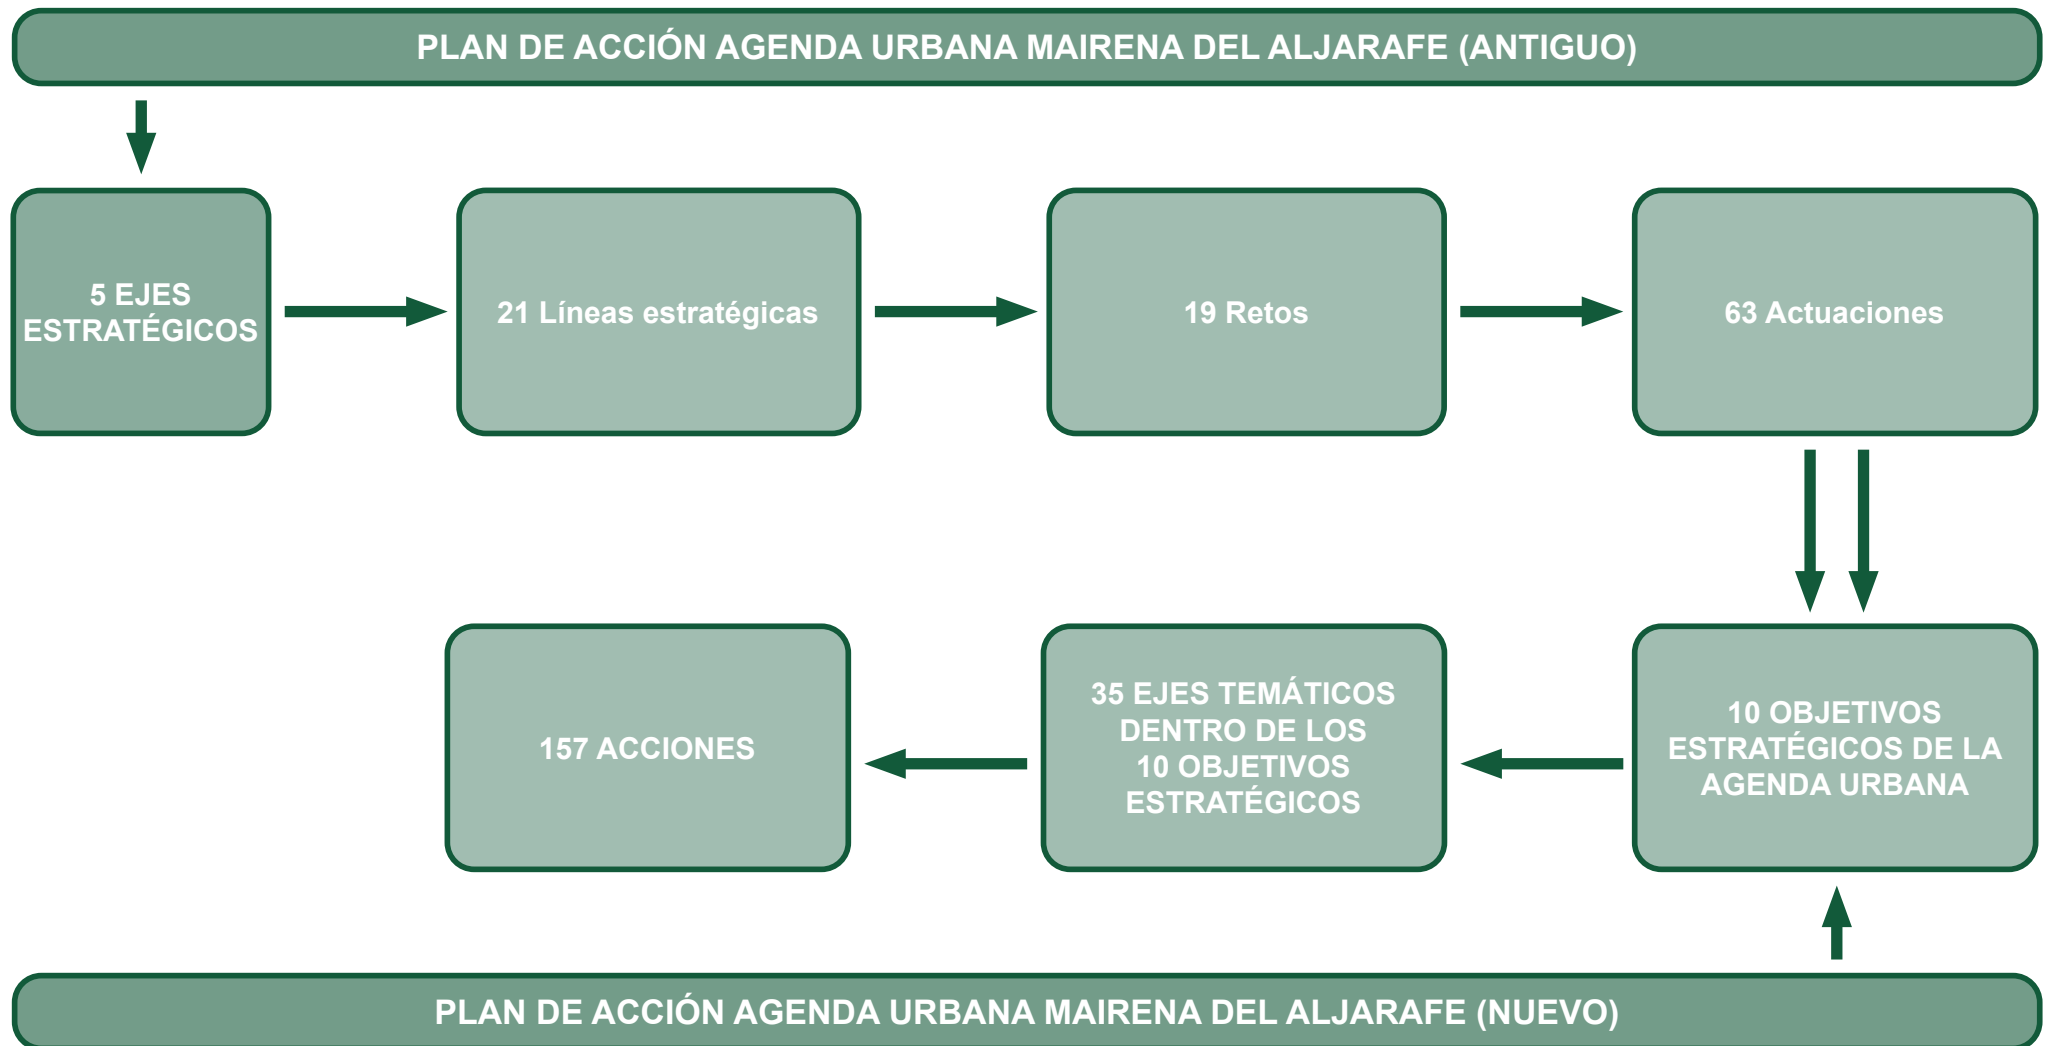 PLAN DE ACCIÓN AGENDA URBANA MAIRENA DEL ALJARAFE (ANTIGUO)
5 EJES
ESTRATÉGICOS
21 Líneas estratégicas
19 Retos
63 Actuaciones
157 ACCIONES
35 EJES TEMÁTICOS
DENTRO DE LOS
10 OBJETIVOS
ESTRATÉGICOS
10 OBJETIVOS
ESTRATÉGICOS DE LA
AGENDA URBANA
PLAN DE ACCIÓN AGENDA URBANA MAIRENA DEL ALJARAFE (NUEVO)